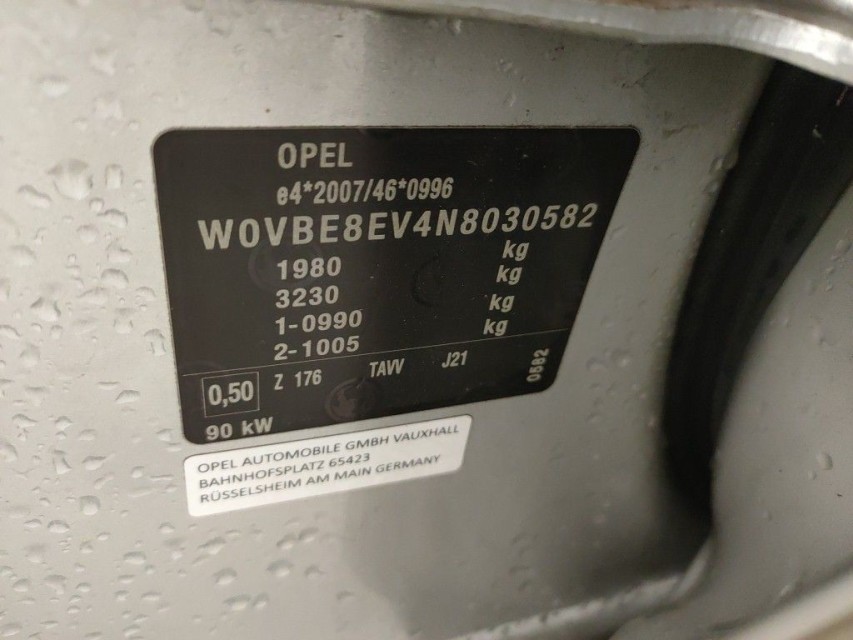 OPEL
e4*2007/46*0996
W0VBE8EV4N8030582
1980 kg
3230 kg
1-0990 kg
2-1005 kg
0,50 Z 176 TAVV J21 0582
90 kW
OPEL AUTOMOBILE GMBH VAUXHALL
BAHNHOFSPLATZ 65423
RÜSSELSHEIM AM MAIN GERMANY